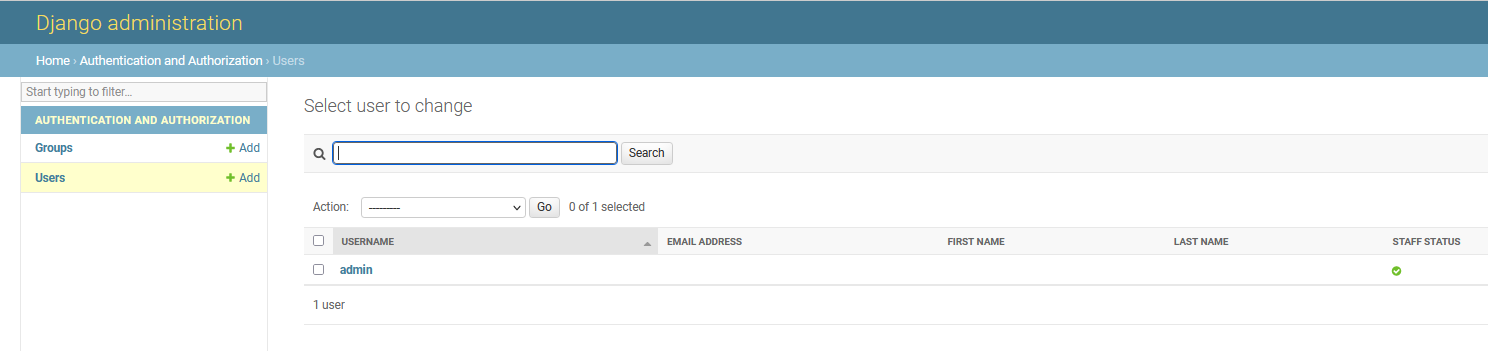 Django administration
Home › Authentication and Authorization › Users
Start typing to filter...
AUTHENTICATION AND AUTHORIZATION
Groups + Add
Users + Add
Select user to change
Search
Action: --------- Go 0 of 1 selected
USERNAME EMAIL ADDRESS FIRST NAME LAST NAME STAFF STATUS
admin
1 user